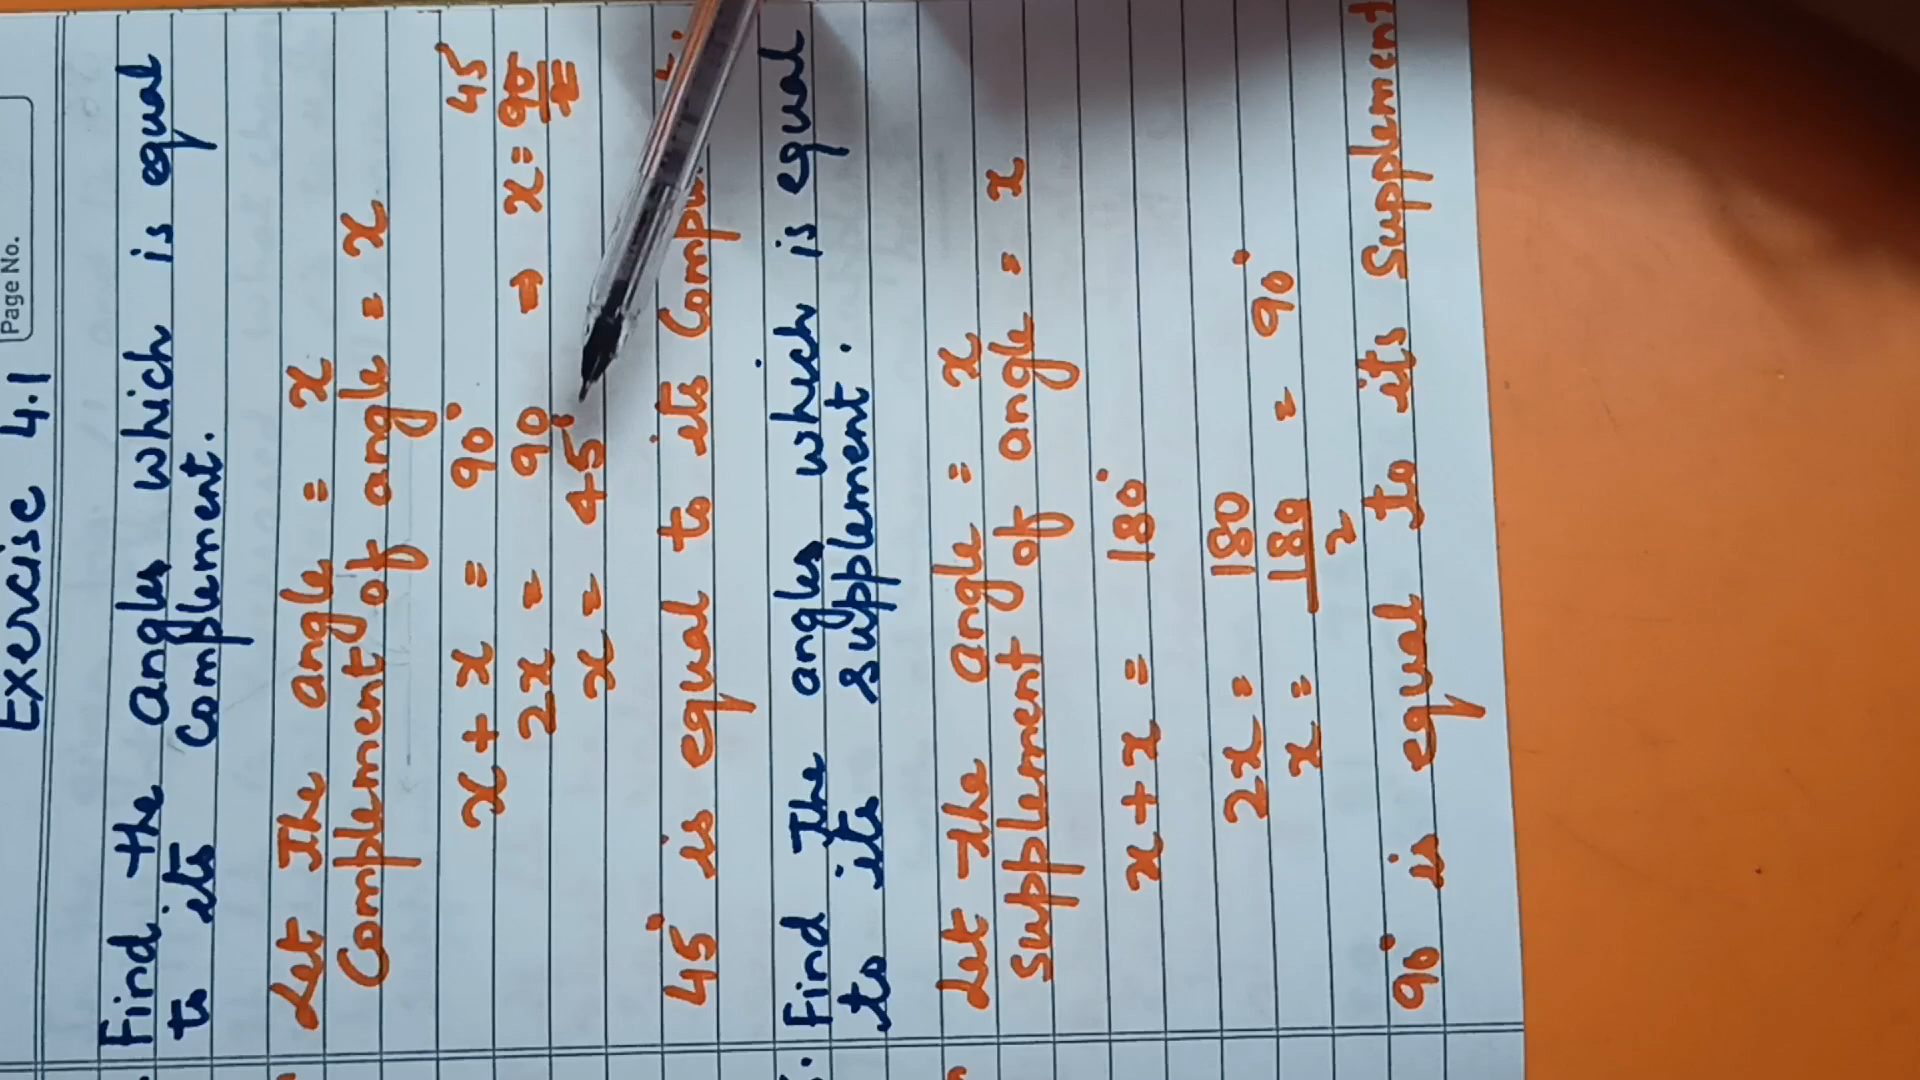 Page No.
Exercise 4.1
Find the angles which is equal
to its complement.
Let The angle = x
Complement of angle = x
x + x = 90°
45
2x = 90 ⇒ x = 90
x = 45°
2
45° is equal to its
Find The angles which is equal
to its supplement.
Let the angle = x
Supplement of angle = x
x + x = 180°
2x = 180
x = 180 = 90°
2
90° is equal to its Supplement